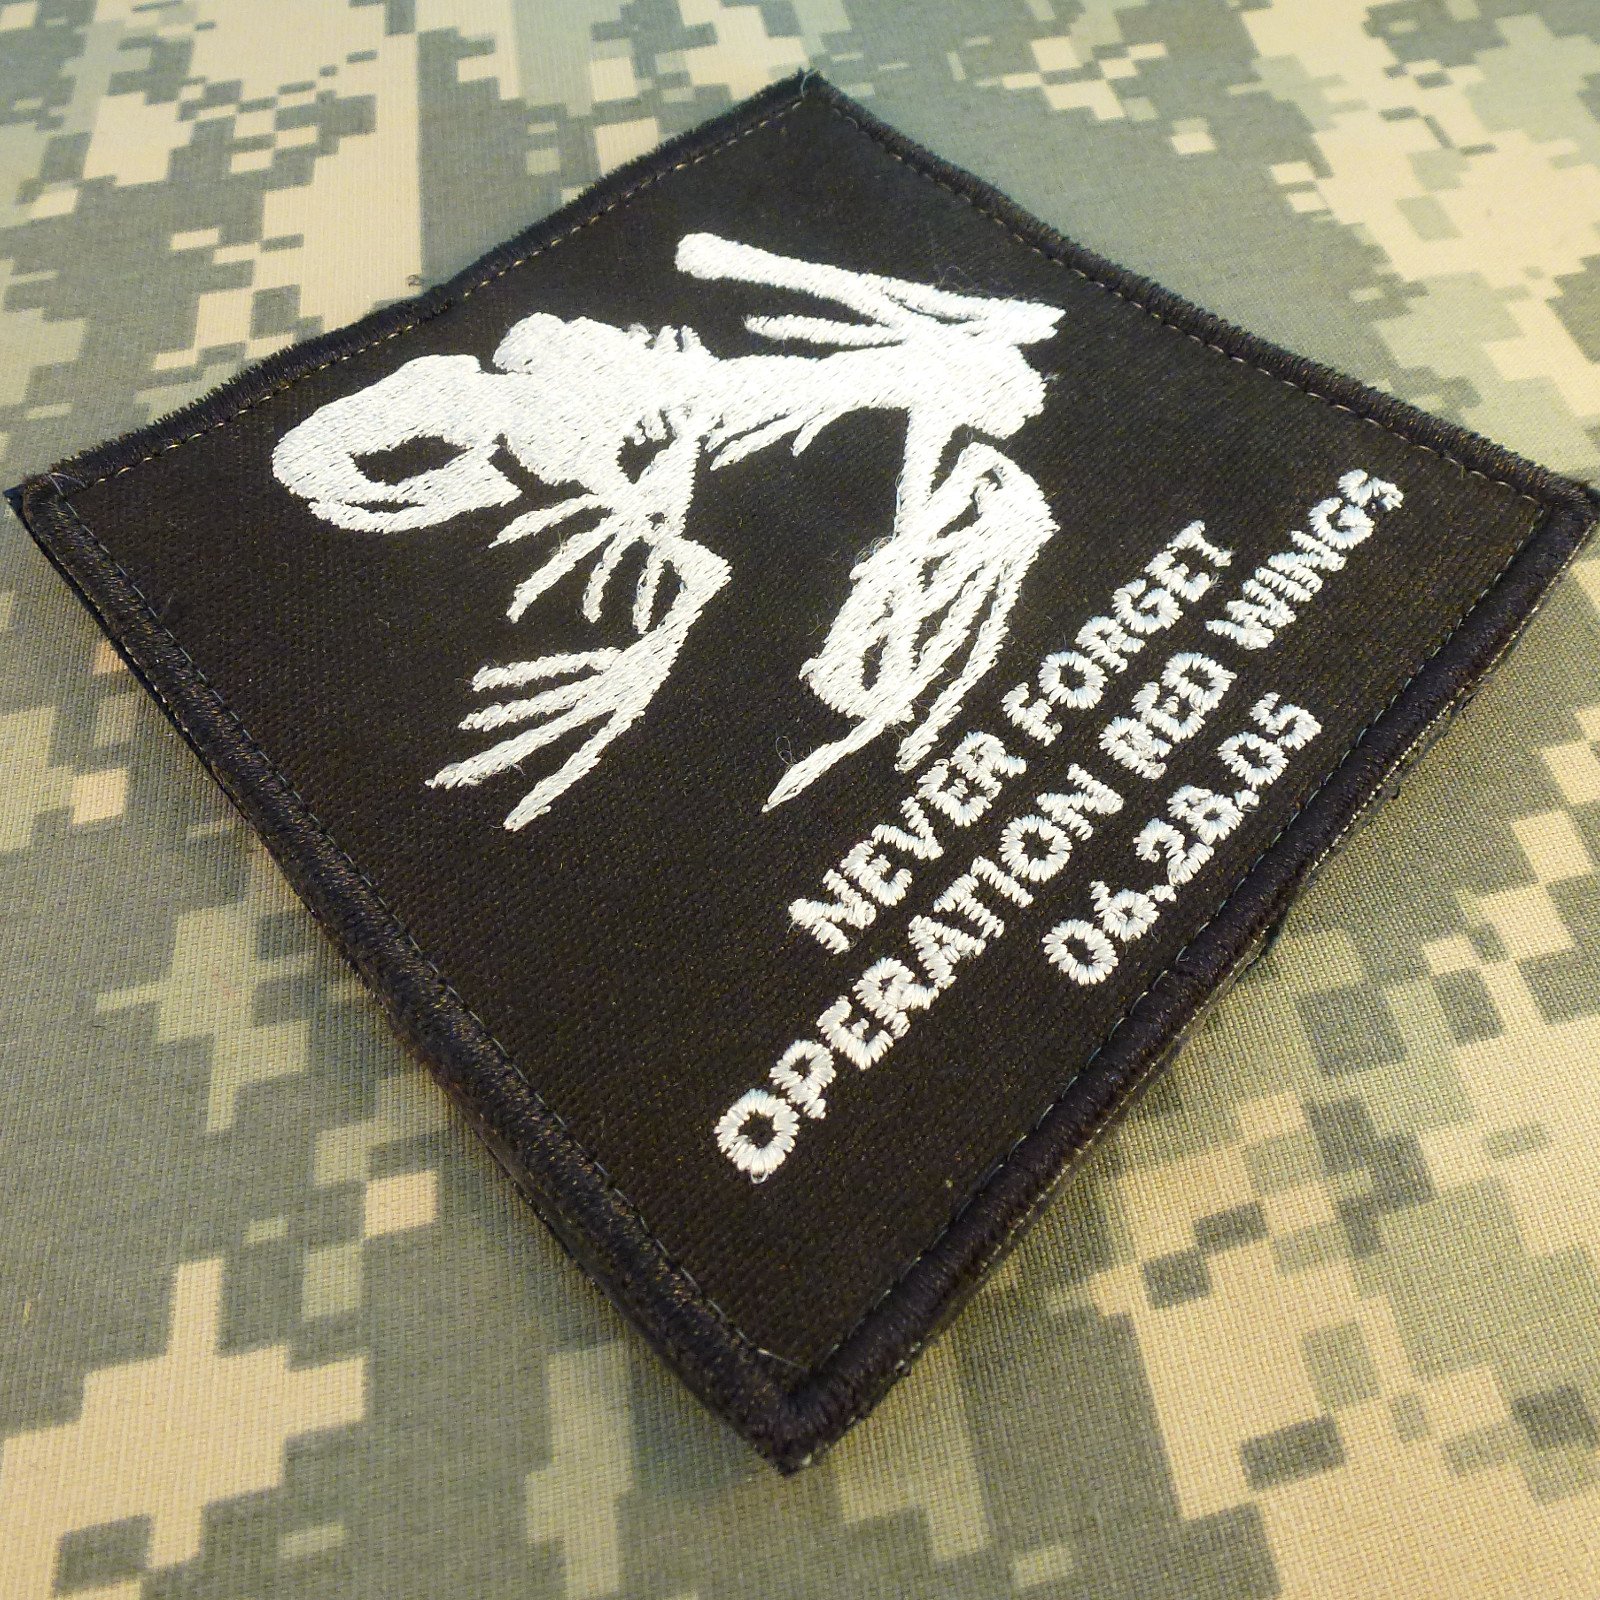 NEVER FORGET
OPERATION RED WINGS
06.28.05